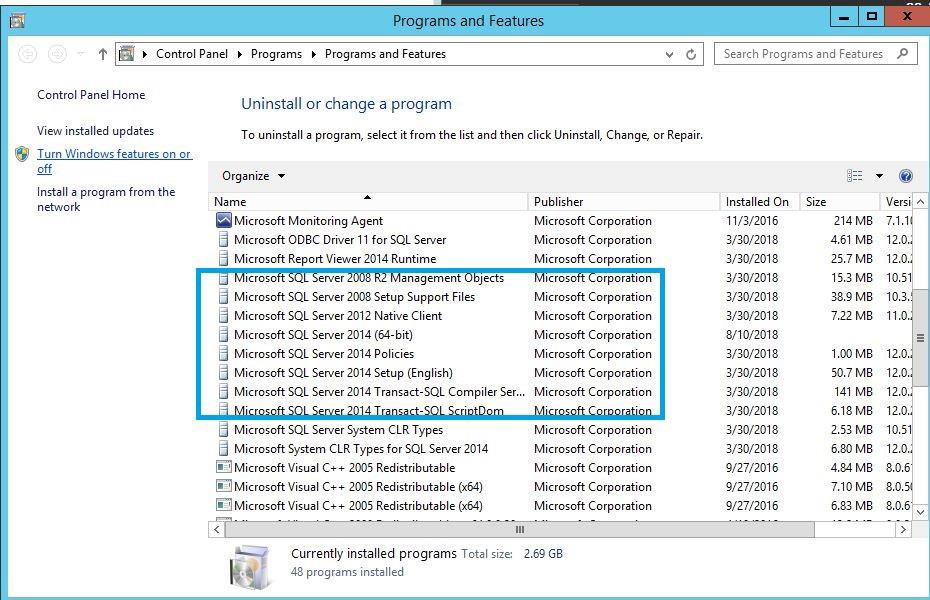 Programs and Features
Control Panel Programs Programs and Features
Search Programs and Features
Control Panel Home
View installed updates
Turn Windows features on or
off
Install a program from the
network
Uninstall or change a program
To uninstall a program, select it from the list and then click Uninstall, Change, or Repair.
Organize
Name Publisher Installed On Size Versi
Microsoft Monitoring Agent Microsoft Corporation 11/3/2016 214 MB 7.1.10
Microsoft ODBC Driver 11 for SQL Server Microsoft Corporation 3/30/2018 4.61 MB 12.0.2
Microsoft Report Viewer 2014 Runtime Microsoft Corporation 3/30/2018 25.7 MB 12.0.2
Microsoft SQL Server 2008 R2 Management Objects Microsoft Corporation 3/30/2018 15.3 MB 10.51
Microsoft SQL Server 2008 Setup Support Files Microsoft Corporation 3/30/2018 38.9 MB 10.3.5
Microsoft SQL Server 2012 Native Client Microsoft Corporation 3/30/2018 7.22 MB 11.0.2
Microsoft SQL Server 2014 (64-bit) Microsoft Corporation 8/10/2018
Microsoft SQL Server 2014 Policies Microsoft Corporation 3/30/2018 1.00 MB 12.0.2
Microsoft SQL Server 2014 Setup (English) Microsoft Corporation 3/30/2018 50.7 MB 12.0.2
Microsoft SQL Server 2014 Transact-SQL Compiler Ser... Microsoft Corporation 3/30/2018 141 MB 12.0.2
Microsoft SQL Server 2014 Transact-SQL ScriptDom Microsoft Corporation 3/30/2018 6.18 MB 12.0.2
Microsoft SQL Server System CLR Types Microsoft Corporation 3/30/2018 2.53 MB 10.51
Microsoft System CLR Types for SQL Server 2014 Microsoft Corporation 3/30/2018 6.80 MB 12.0.2
Microsoft Visual C++ 2005 Redistributable Microsoft Corporation 9/27/2016 4.84 MB 8.0.61
Microsoft Visual C++ 2005 Redistributable (x64) Microsoft Corporation 9/27/2016 7.10 MB 8.0.50
Microsoft Visual C++ 2005 Redistributable (x64) Microsoft Corporation 9/27/2016 6.83 MB 8.0.61
Currently installed programs Total size: 2.69 GB
48 programs installed